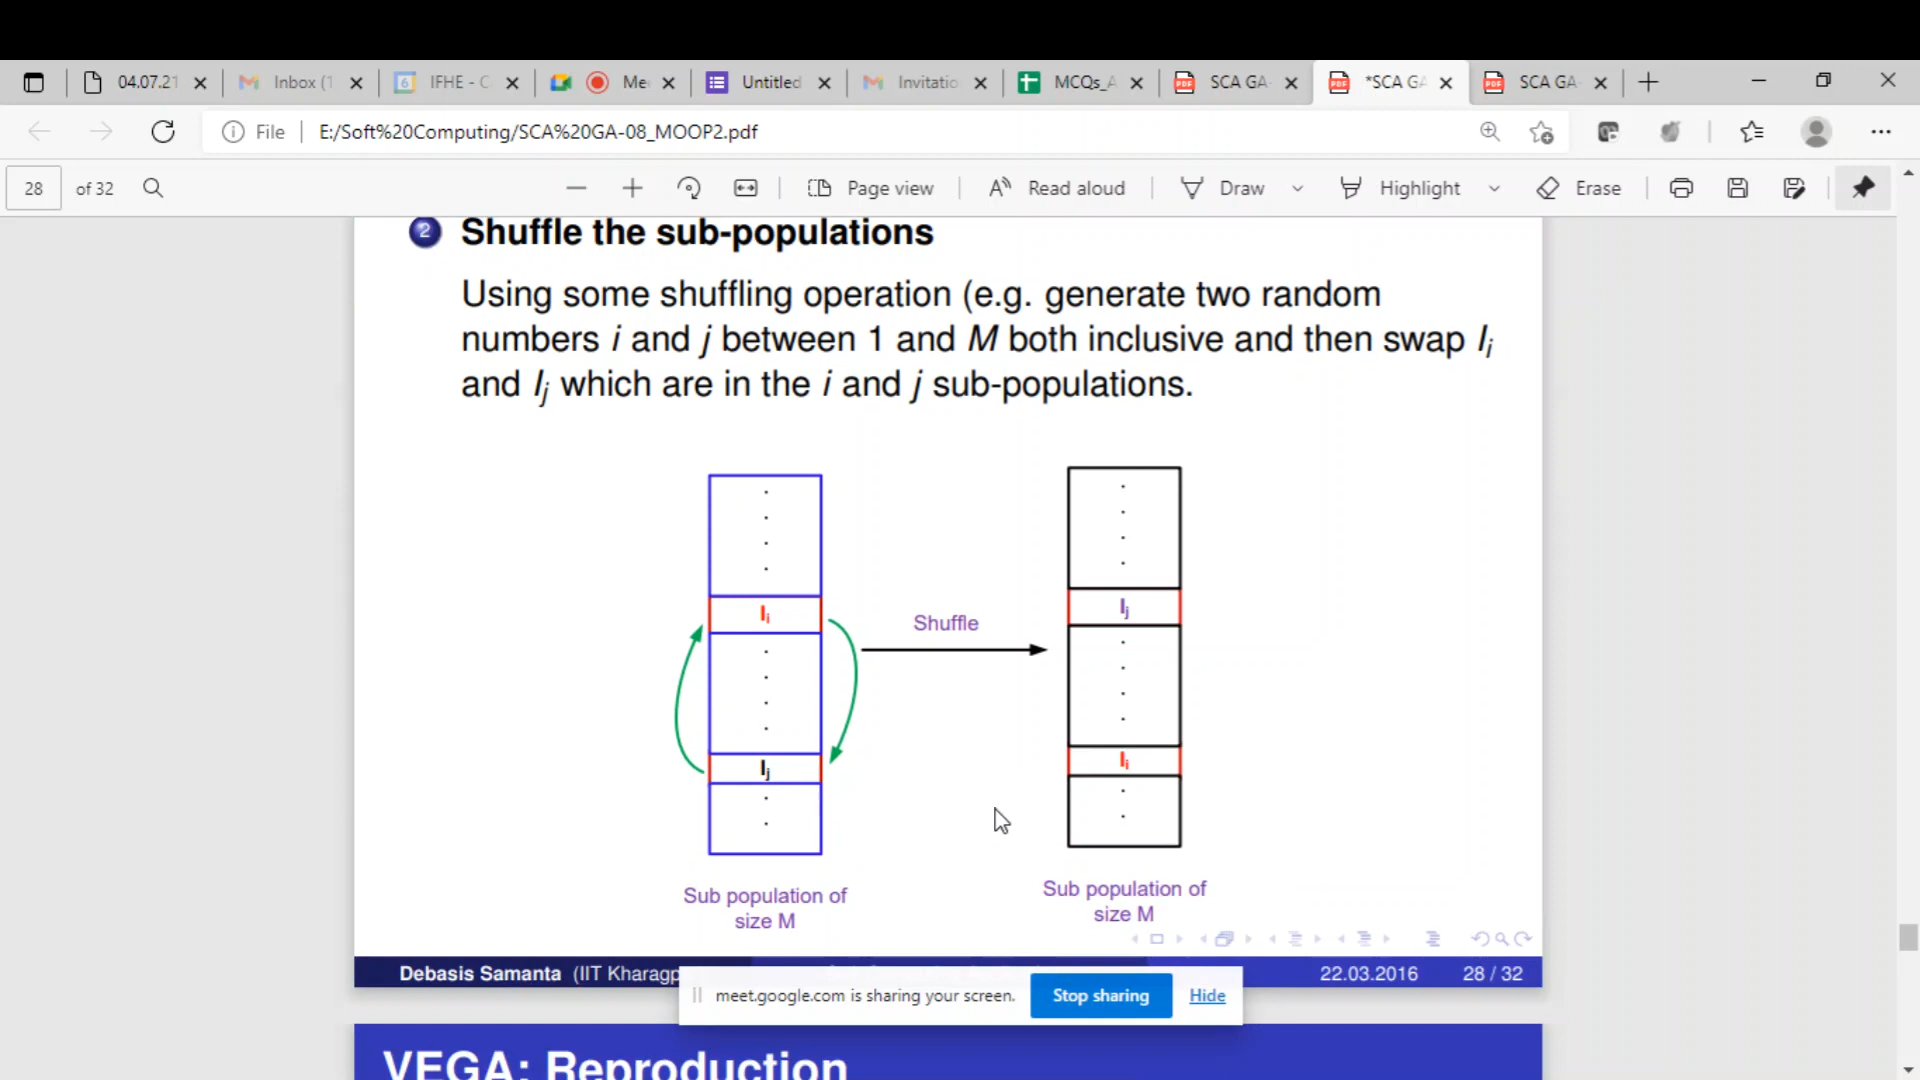 04.07.21
Inbox (1
IFHE - C
Me
Untitled
Invitatio
MCQs_A
SCA GA-
*SCA GA
SCA GA
File
E:/Soft%20Computing/SCA%20GA-08_MOOP2.pdf
28 of 32
Page view
Read aloud
Draw
Highlight
Erase
2 Shuffle the sub-populations
Using some shuffling operation (e.g. generate two random
numbers i and j between 1 and M both inclusive and then swap Ii
and Ij which are in the i and j sub-populations.
Ii
Ij
Shuffle
Ij
Ii
Sub population of
size M
Sub population of
size M
Debasis Samanta (IIT Kharagp
22.03.2016
28 / 32
meet.google.com is sharing your screen.
Stop sharing
Hide
VEGA: Reproduction